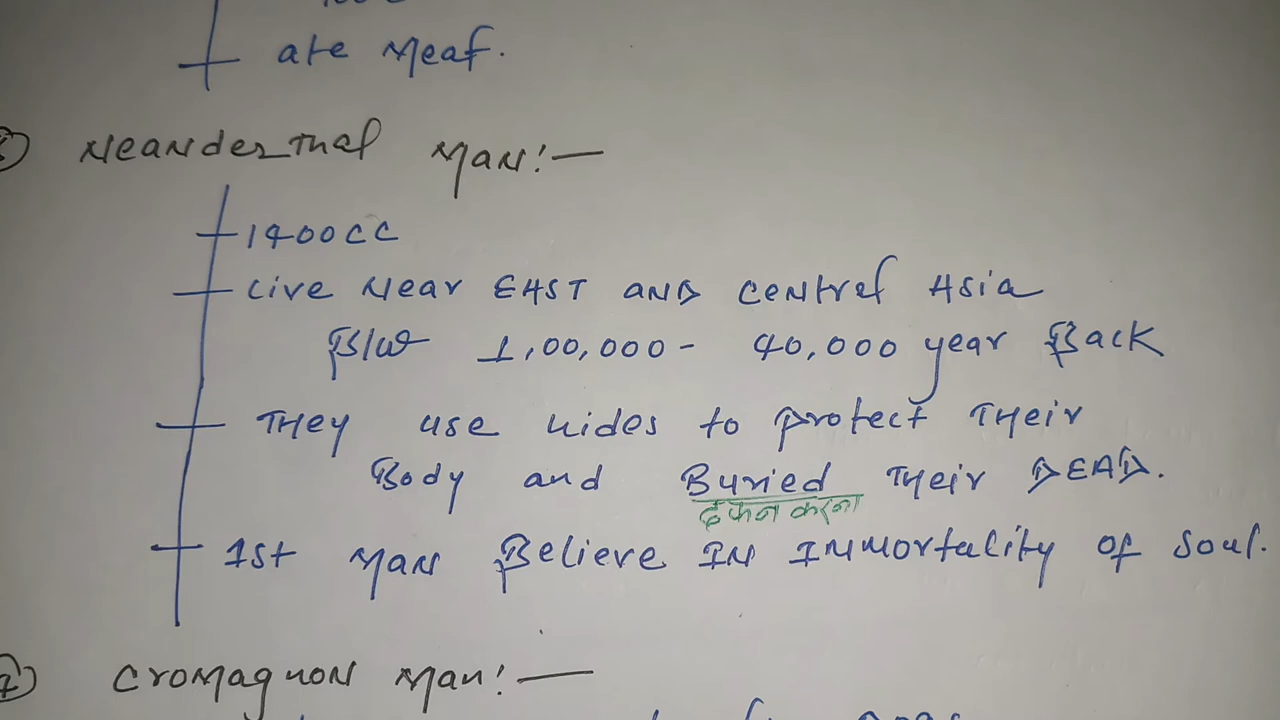 ate Meat.
Neanderthal Man:—
1400CC
Live Near EAST AND Central Asia
B/w 1,00,000 - 40,000 year Back
THey use hides to protect Their
Body and Buried Their DEAD.
दफन करना
1st Man Believe IN Immortality of Soul.
Cromagnon Man:—